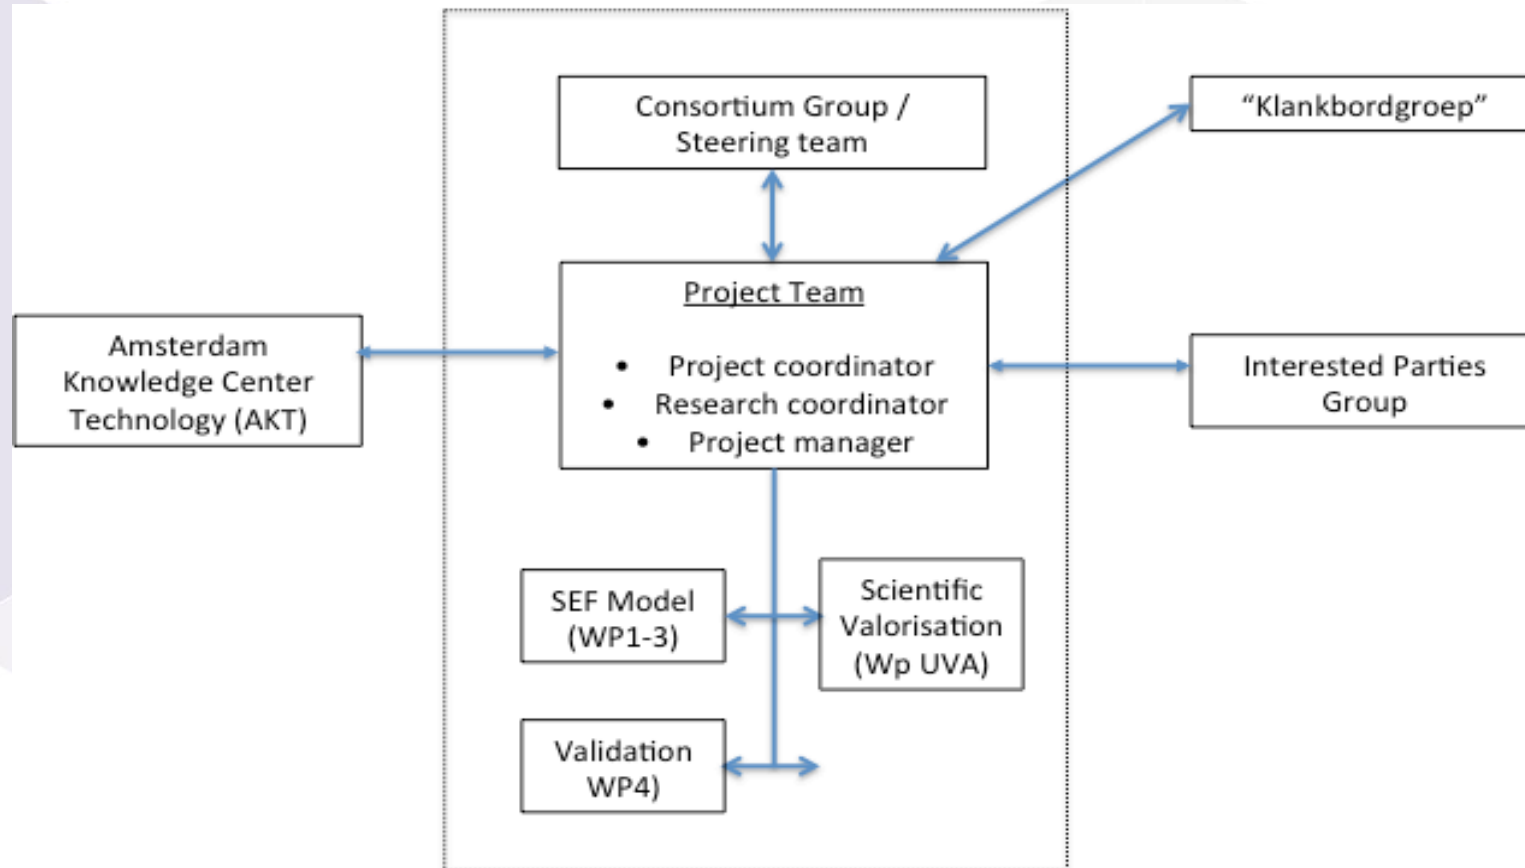 Consortium Group /
Steering team
“Klankbordgroep”
Project Team
• Project coordinator
• Research coordinator
• Project manager
Amsterdam
Knowledge Center
Technology (AKT)
Interested Parties
Group
SEF Model
(WP1-3)
Scientific
Valorisation
(Wp UVA)
Validation
WP4)